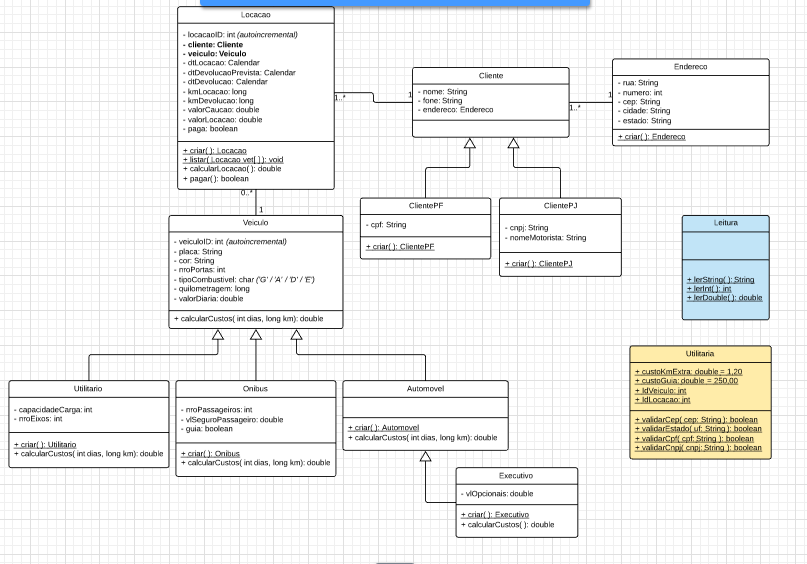 Locacao
- locacaoID: int (autoincremental)
- cliente: Cliente
- veiculo: Veiculo
- dtLocacao: Calendar
- dtDevolucaoPrevista: Calendar
- dtDevolucao: Calendar
- kmLocacao: long
- kmDevolucao: long
- valorCaucao: double
- valorLocacao: double
- paga: boolean
+ criar( ): Locacao
+ listar( Locacao vet[ ] ): void
+ calcularLocacao( ): double
+ pagar( ): boolean
1..*
1
Cliente
- nome: String
- fone: String
- endereco: Endereco
1..*
1
Endereco
- rua: String
- numero: int
- cep: String
- cidade: String
- estado: String
+ criar( ): Endereco
0..*
1
ClientePF
- cpf: String
+ criar( ): ClientePF
ClientePJ
- cnpj: String
- nomeMotorista: String
+ criar( ): ClientePJ
Veiculo
- veiculoID: int (autoincremental)
- placa: String
- cor: String
- nroPortas: int
- tipoCombustivel: char ('G' / 'A' / 'D' / 'E')
- quilometragem: long
- valorDiaria: double
+ calcularCustos( int dias, long km): double
Leitura
+ lerString( ): String
+ lerInt( ): int
+ lerDouble( ): double
Utilitaria
+ custoKmExtra: double = 1,20
+ custoGuia: double = 250,00
+ IdVeiculo: int
+ IdLocacao: int
+ validarCep( cep: String ): boolean
+ validarEstado( uf: String ): boolean
+ validarCpf( cpf: String ): boolean
+ validarCnpj( cnpj: String ): boolean
Utilitario
- capacidadeCarga: int
- nroEixos: int
+ criar( ): Utilitario
+ calcularCustos( int dias, long km): double
Onibus
- nroPassageiros: int
- vlSeguroPassageiro: double
- guia: boolean
+ criar( ): Onibus
+ calcularCustos( int dias, long km): double
Automovel
+ criar( ): Automovel
+ calcularCustos( int dias, long km): double
Executivo
- vlOpcionais: double
+ criar( ): Executivo
+ calcularCustos( ): double